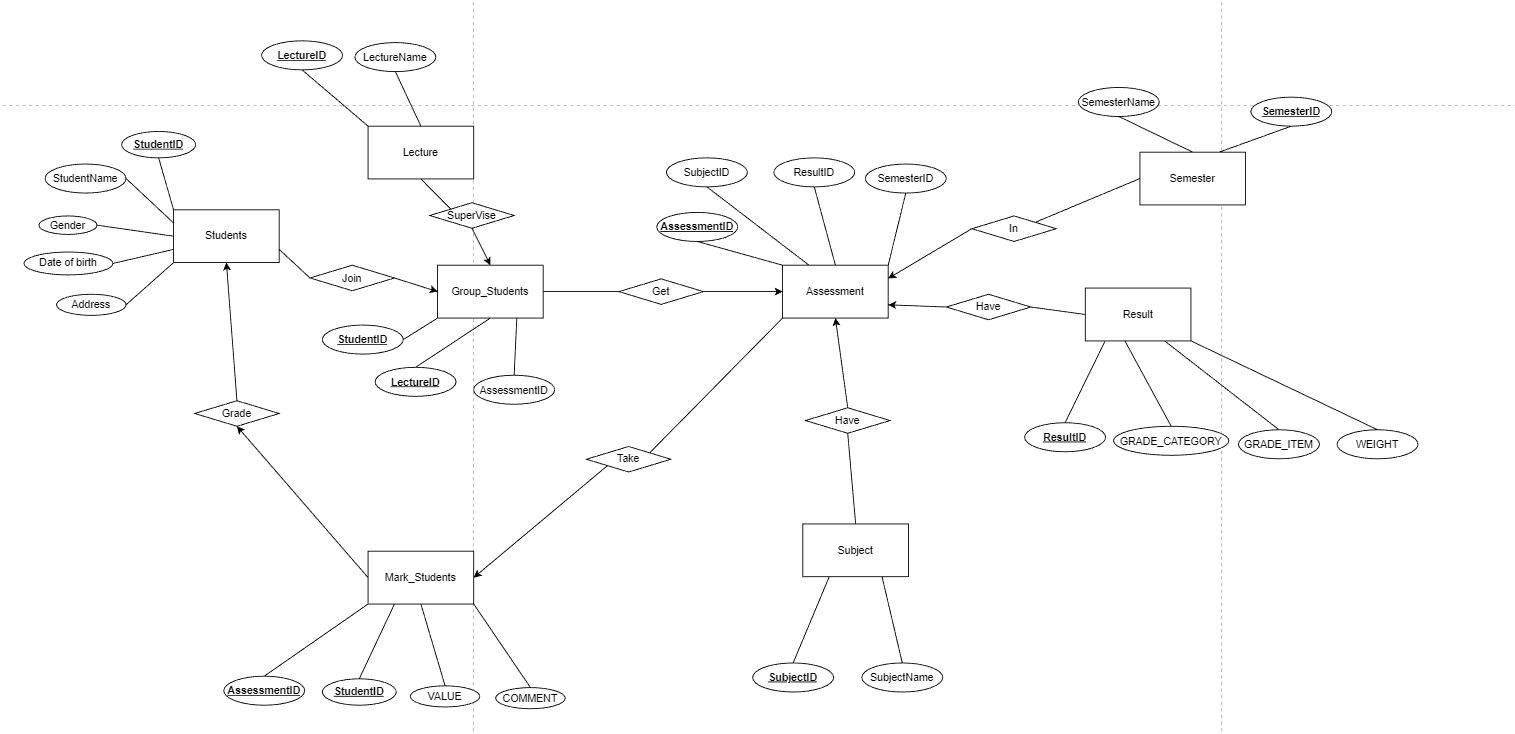 LectureID
LectureName
SemesterName
SemesterID
StudentID
Lecture
StudentName
SubjectID
ResultID
SemesterID
Semester
Gender
Students
SuperVise
AssessmentID
In
Date of birth
Address
Join
Group_Students
Get
Assessment
Have
Result
StudentID
LectureID
AssessmentID
Grade
Have
ResultID
GRADE_CATEGORY
GRADE_ITEM
WEIGHT
Take
Subject
Mark_Students
AssessmentID
StudentID
VALUE
COMMENT
SubjectID
SubjectName